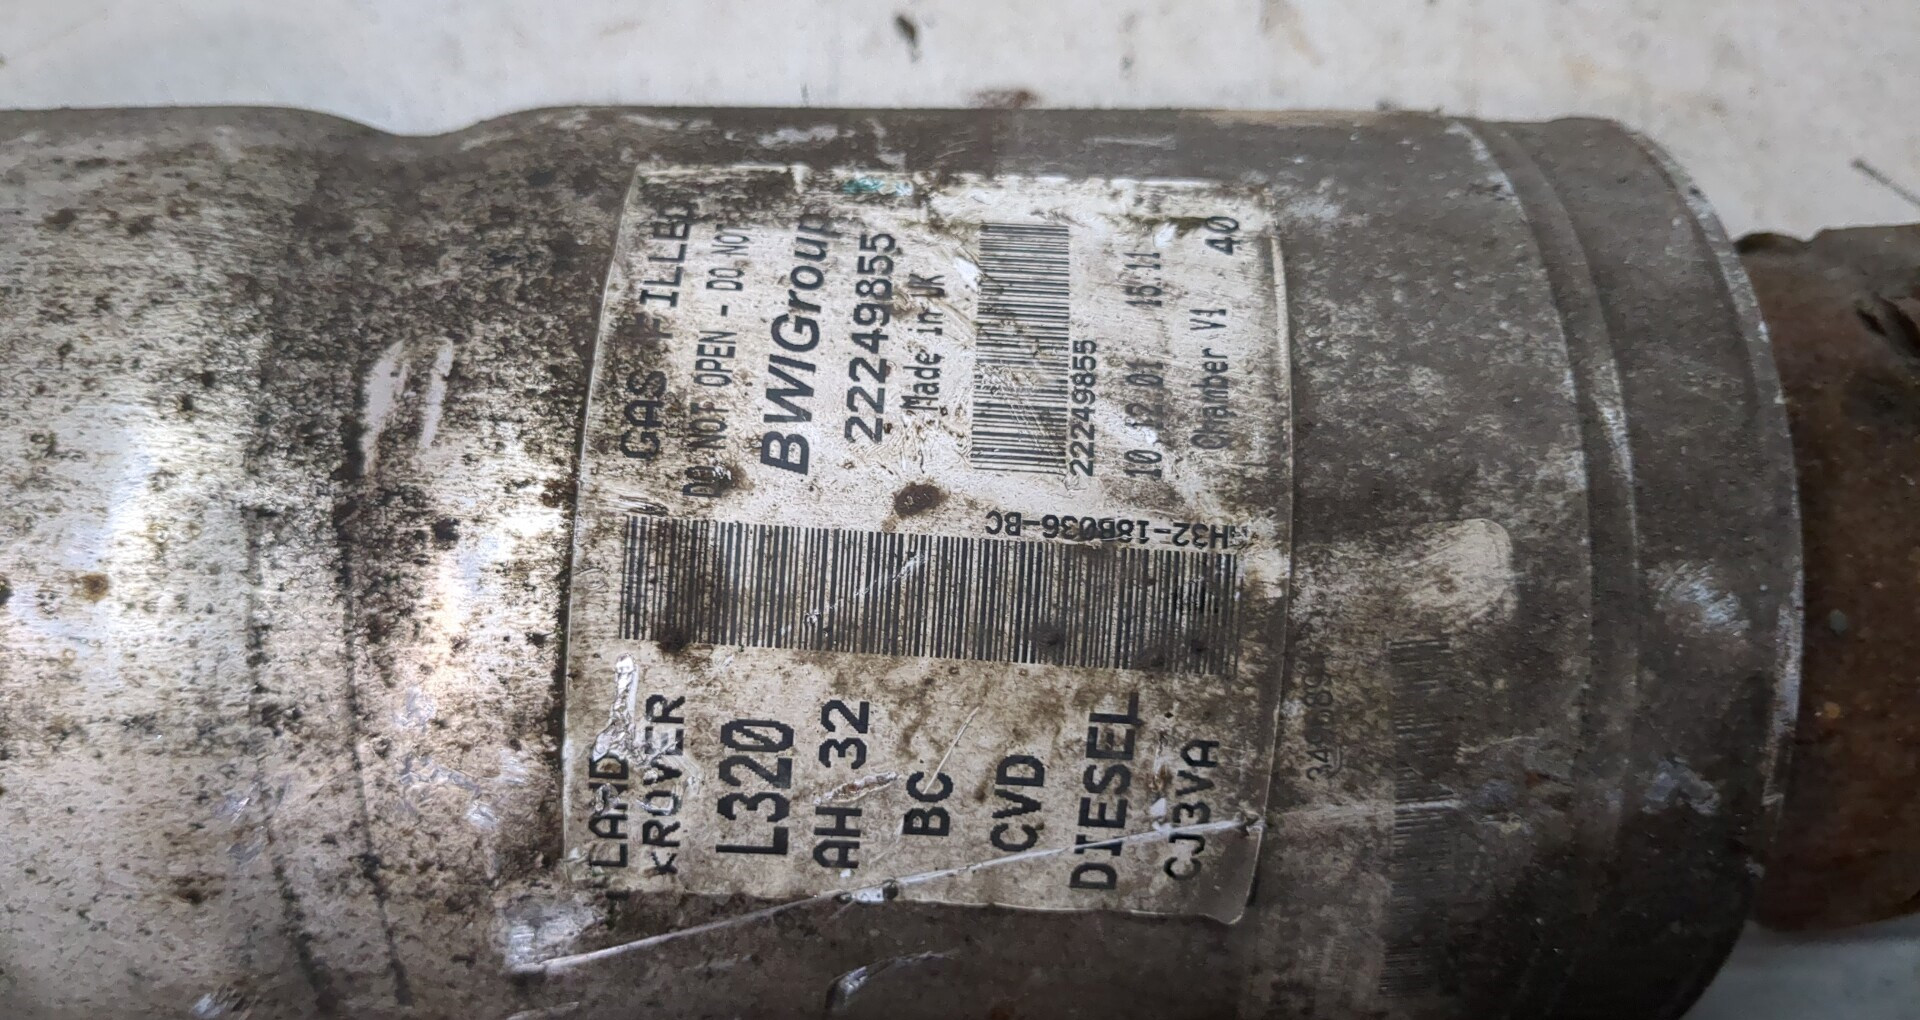 GAS FILLED
DO NOT OPEN - DO NOT
BWIGroup
22249855
Made in UK
22249855
10.12.01 15:11
Chamber V1 40
H32-18B036-BC
LAND
ROVER
L320
AH 32
BC
CVD
DIESEL
CJ3VA